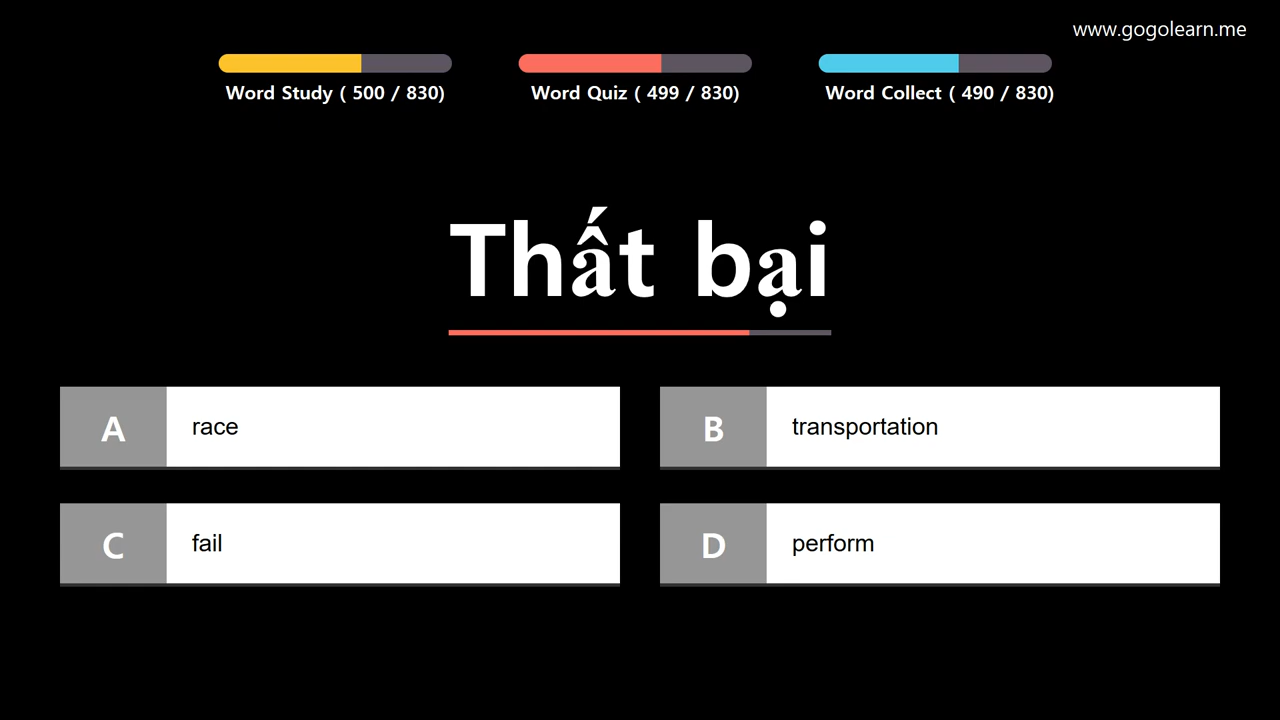 www.gogolearn.me
Word Study ( 500 / 830)
Word Quiz ( 499 / 830)
Word Collect ( 490 / 830)
Thất bại
A race
B transportation
C fail
D perform